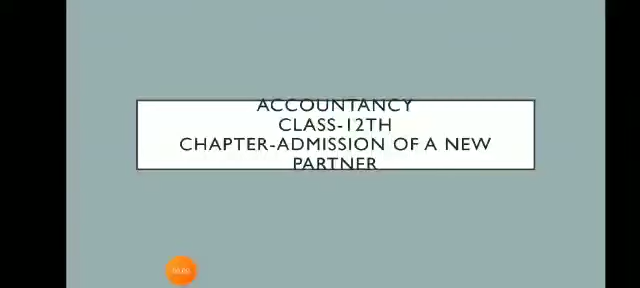 ACCOUNTANCY
CLASS-12TH
CHAPTER-ADMISSION OF A NEW
PARTNER